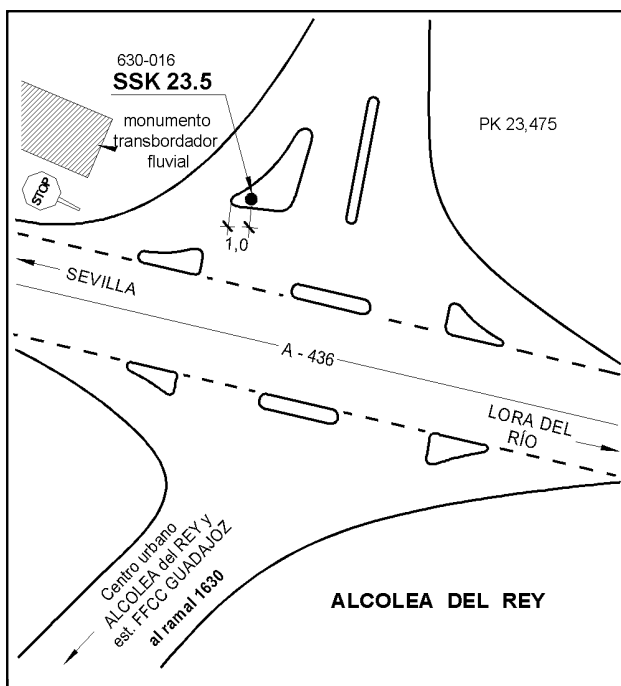 630-016
SSK 23.5
monumento
transbordador
fluvial
PK 23,475
STOP
1,0
SEVILLA
A - 436
LORA DEL
RÍO
Centro urbano
ALCOLEA del REY y
est. FFCC GUADAJOZ
al ramal 1630
ALCOLEA DEL REY